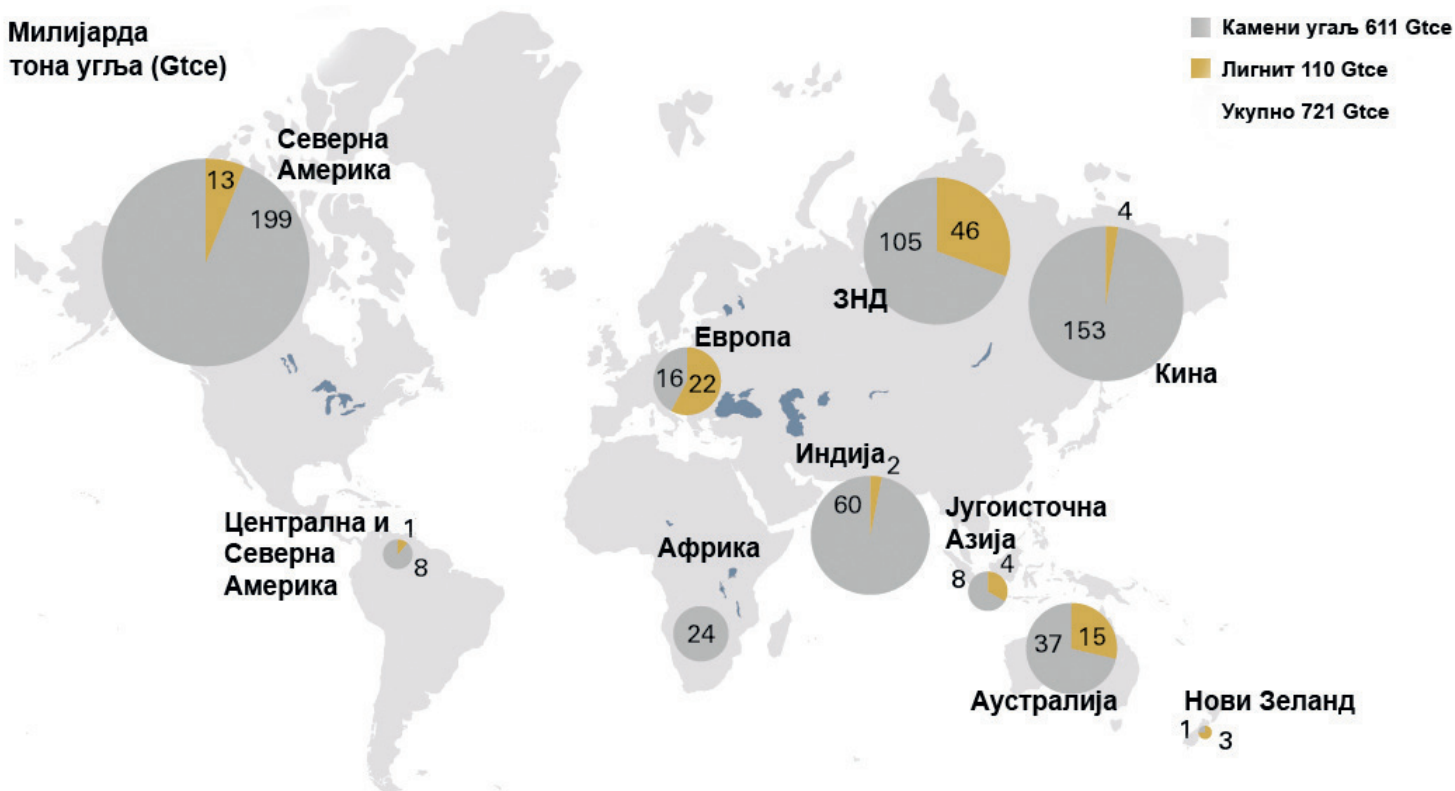 Милијарда
тона угља (Gtce)
Камени угаљ 611 Gtce
Лигнит 110 Gtce
Укупно 721 Gtce
Северна
Америка
13
199
105
46
ЗНД
4
153
Кина
Европа
16
22
Индија
2
60
Централна и
Северна
Америка
1
8
Африка
24
Југоисточна
Азија
8
4
37
15
Аустралија
Нови Зеланд
1
3